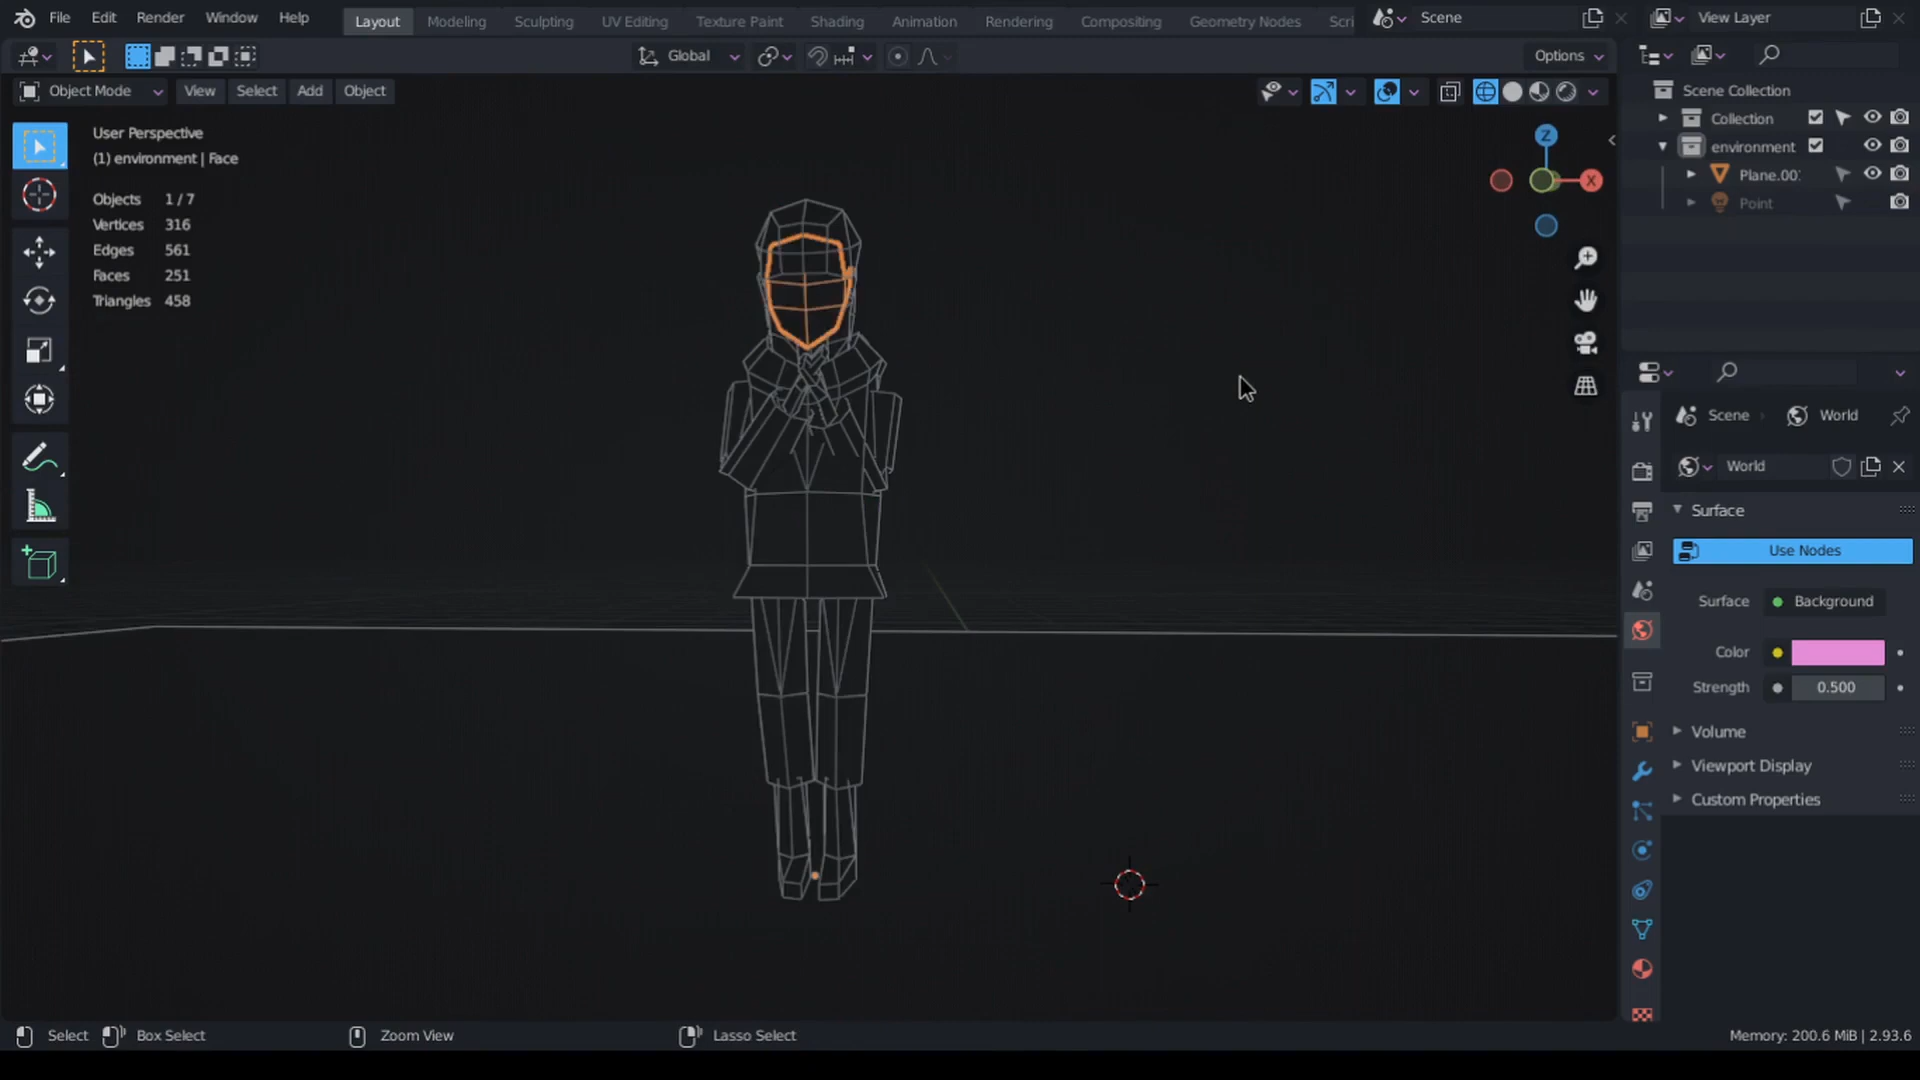 File Edit Render Window Help Layout Modeling Sculpting UV Editing Texture Paint Shading Animation Rendering Compositing Geometry Nodes Scri Scene View Layer
Global Options
Object Mode View Select Add Object
User Perspective
(1) environment | Face
Objects 1 / 7
Vertices 316
Edges 561
Faces 251
Triangles 458
Z
X
Scene Collection
Collection
environment
Plane.00
Point
Scene World
World
Surface
Use Nodes
Surface Background
Color
Strength 0.500
Volume
Viewport Display
Custom Properties
Select Box Select Zoom View Lasso Select Memory: 200.6 MiB | 2.93.6